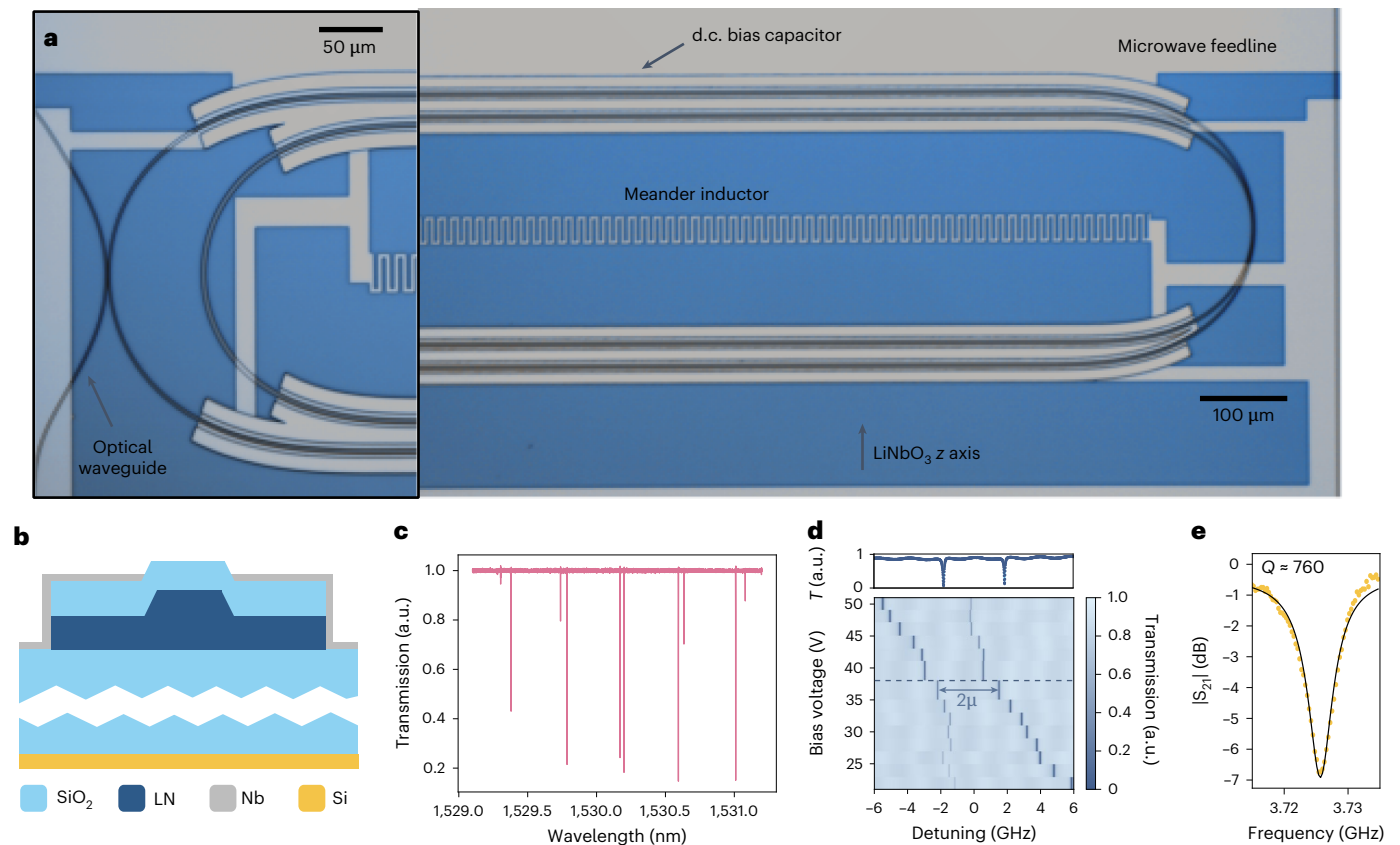 a
50 μm
d.c. bias capacitor
Microwave feedline
Meander inductor
Optical
waveguide
LiNbO₃ z axis
100 μm
b
SiO₂
LN
Nb
Si
c
Transmission (a.u.)
1.0
0.8
0.6
0.4
0.2
1,529.0
1,529.5
1,530.0
1,530.5
1,531.0
Wavelength (nm)
d
T (a.u.)
1
0
Bias voltage (V)
50
45
40
35
30
25
2μ
−6
−4
−2
0
2
4
6
Detuning (GHz)
1.0
0.8
0.6
0.4
0.2
0
Transmission (a.u.)
e
Q ≈ 760
|S₂₁| (dB)
0
−1
−2
−3
−4
−5
−6
−7
3.72
3.73
Frequency (GHz)